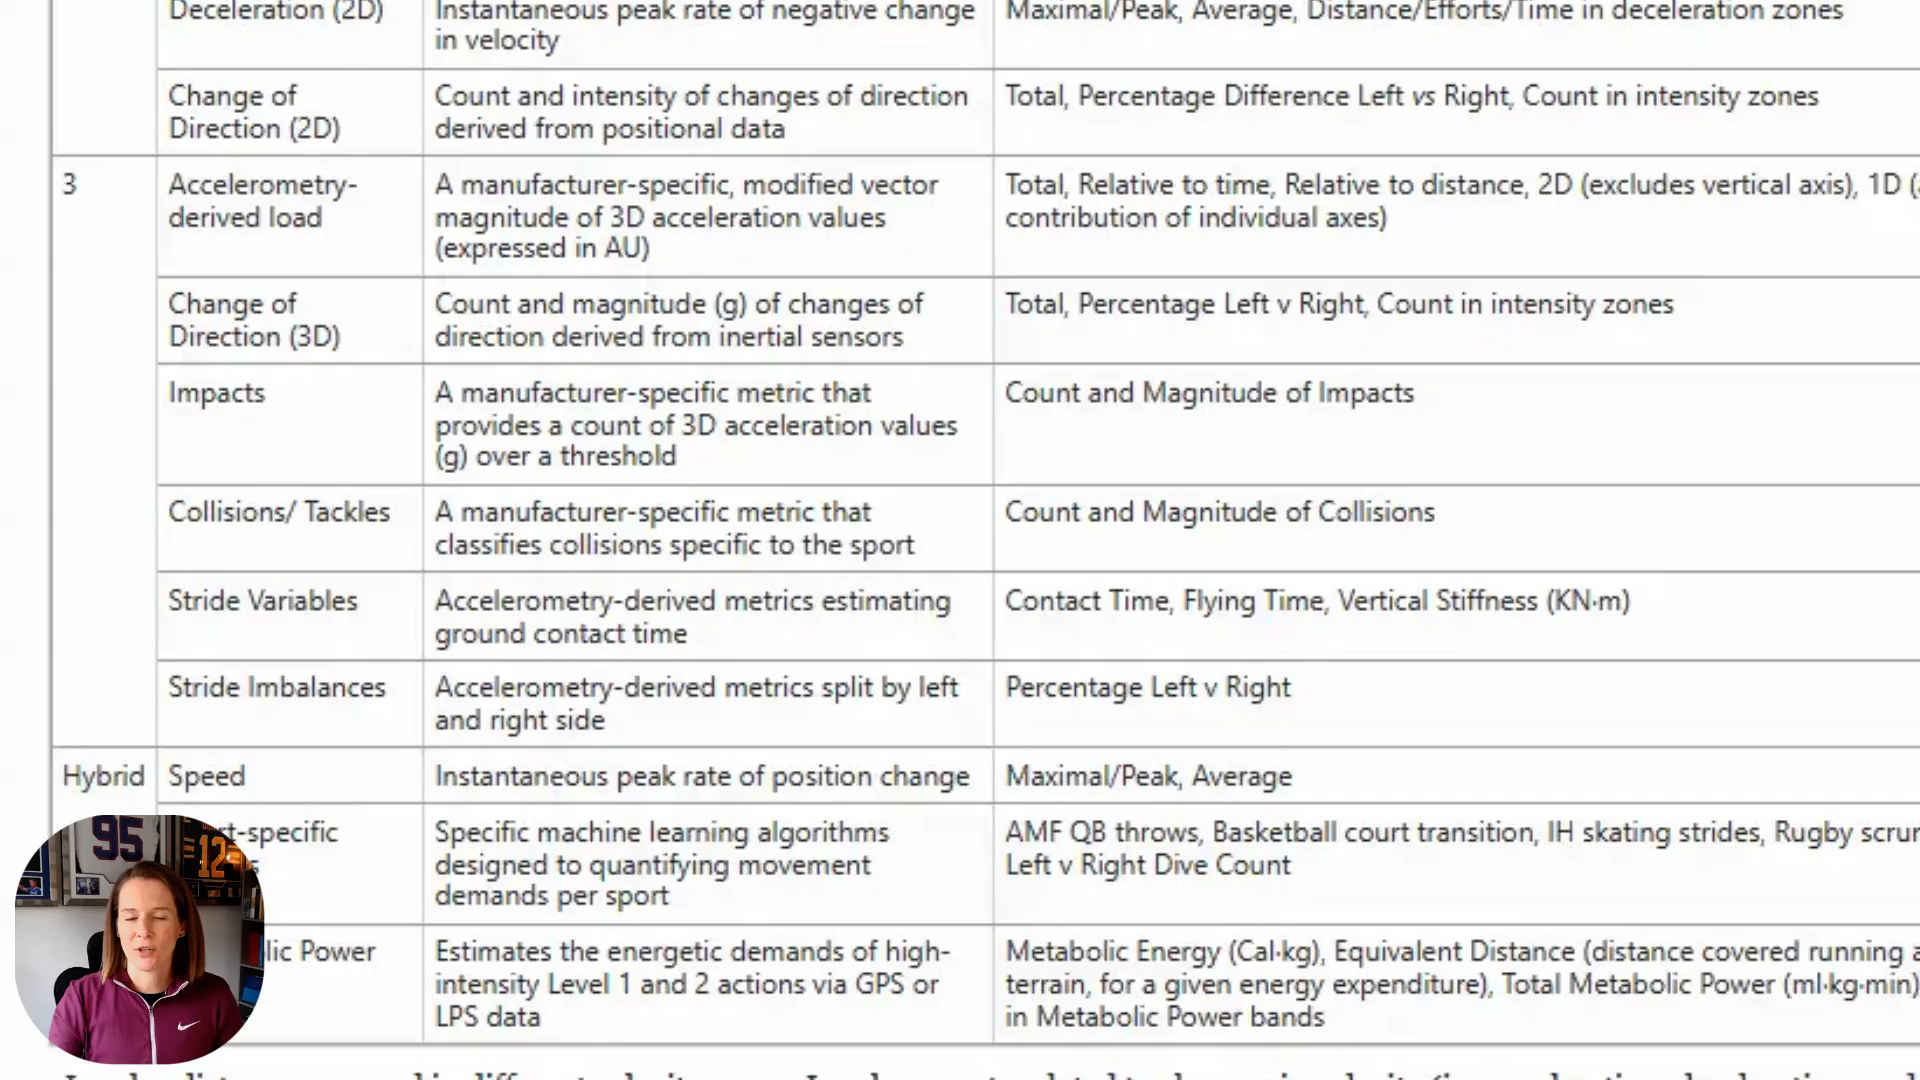 Deceleration (2D)
Instantaneous peak rate of negative change
in velocity
Maximal/Peak, Average, Distance/Efforts/Time in deceleration zones
Change of
Direction (2D)
Count and intensity of changes of direction
derived from positional data
Total, Percentage Difference Left vs Right, Count in intensity zones
3
Accelerometry-
derived load
A manufacturer-specific, modified vector
magnitude of 3D acceleration values
(expressed in AU)
Total, Relative to time, Relative to distance, 2D (excludes vertical axis), 1D (
contribution of individual axes)
Change of
Direction (3D)
Count and magnitude (g) of changes of
direction derived from inertial sensors
Total, Percentage Left v Right, Count in intensity zones
Impacts
A manufacturer-specific metric that
provides a count of 3D acceleration values
(g) over a threshold
Count and Magnitude of Impacts
Collisions/ Tackles
A manufacturer-specific metric that
classifies collisions specific to the sport
Count and Magnitude of Collisions
Stride Variables
Accelerometry-derived metrics estimating
ground contact time
Contact Time, Flying Time, Vertical Stiffness (KN·m)
Stride Imbalances
Accelerometry-derived metrics split by left
and right side
Percentage Left v Right
Hybrid
Speed
Instantaneous peak rate of position change
Maximal/Peak, Average
rt-specific
s
Specific machine learning algorithms
designed to quantifying movement
demands per sport
AMF QB throws, Basketball court transition, IH skating strides, Rugby scru
Left v Right Dive Count
lic Power
Estimates the energetic demands of high-
intensity Level 1 and 2 actions via GPS or
LPS data
Metabolic Energy (Cal·kg), Equivalent Distance (distance covered running a
terrain, for a given energy expenditure), Total Metabolic Power (ml·kg·min)
in Metabolic Power bands
95
12